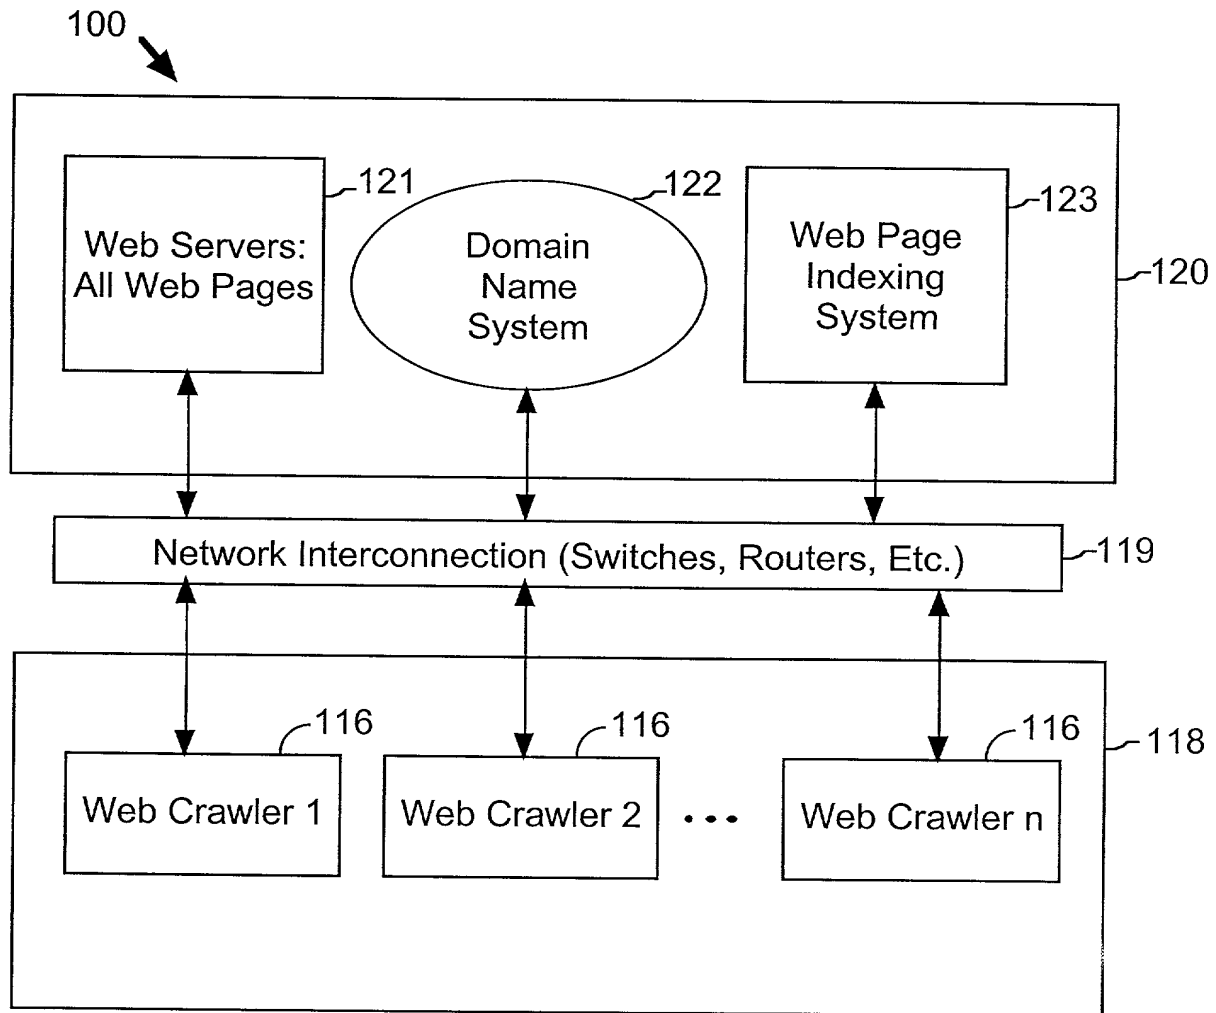 100
Web Servers:
All Web Pages
121
Domain
Name
System
122
Web Page
Indexing
System
123
120
Network Interconnection (Switches, Routers, Etc.)
119
116
116
116
118
Web Crawler 1
Web Crawler 2
• • •
Web Crawler n